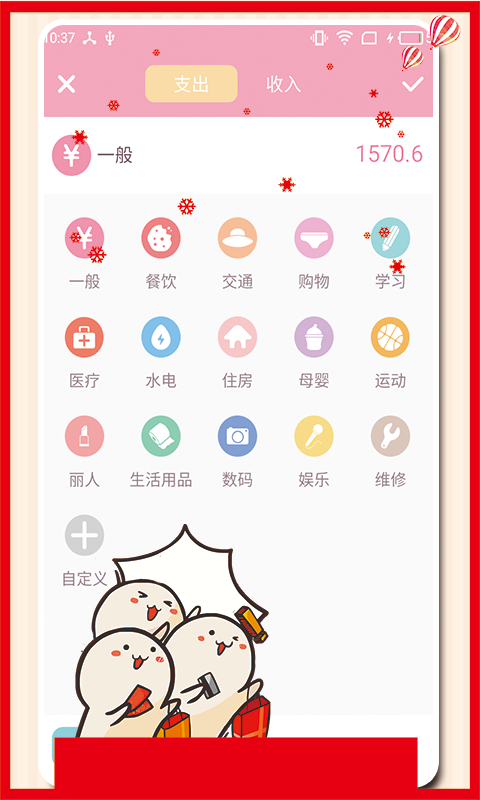 10:37
支出 收入
一般 1570.6
一般 餐饮 交通 购物 学习
医疗 水电 住房 母婴 运动
丽人 生活用品 数码 娱乐 维修
自定义